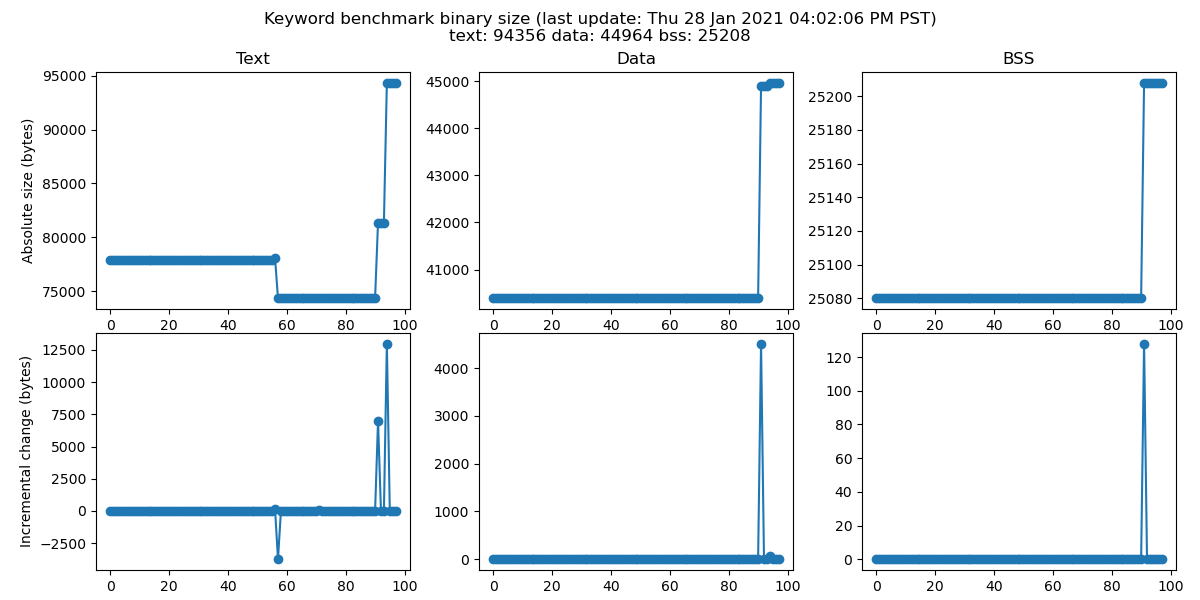 Keyword benchmark binary size (last update: Thu 28 Jan 2021 04:02:06 PM PST)
text: 94356 data: 44964 bss: 25208
Text
Data
BSS
Absolute size (bytes)
95000
90000
85000
80000
75000
0 20 40 60 80 100
45000
44000
43000
42000
41000
0 20 40 60 80 100
25200
25180
25160
25140
25120
25100
25080
0 20 40 60 80 100
Incremental change (bytes)
12500
10000
7500
5000
2500
0
−2500
0 20 40 60 80 100
4000
3000
2000
1000
0
0 20 40 60 80 100
120
100
80
60
40
20
0
0 20 40 60 80 100